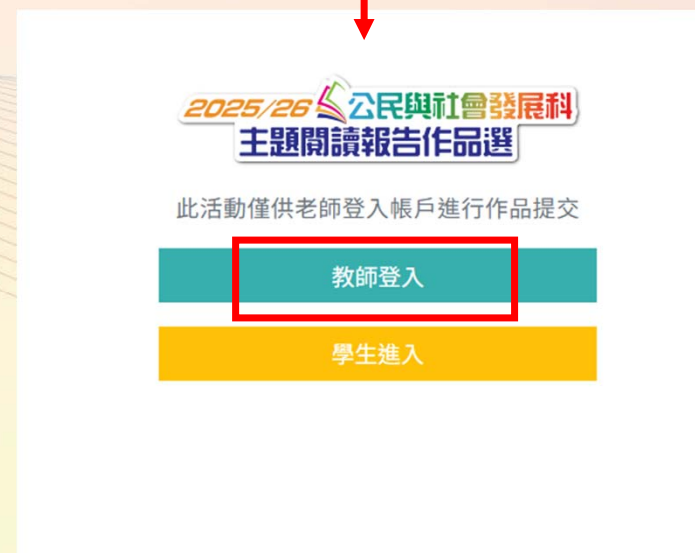 2025/26 公民與社會發展科
主題閱讀報告作品選
此活動僅供老師登入帳戶進行作品提交
教師登入
學生進入